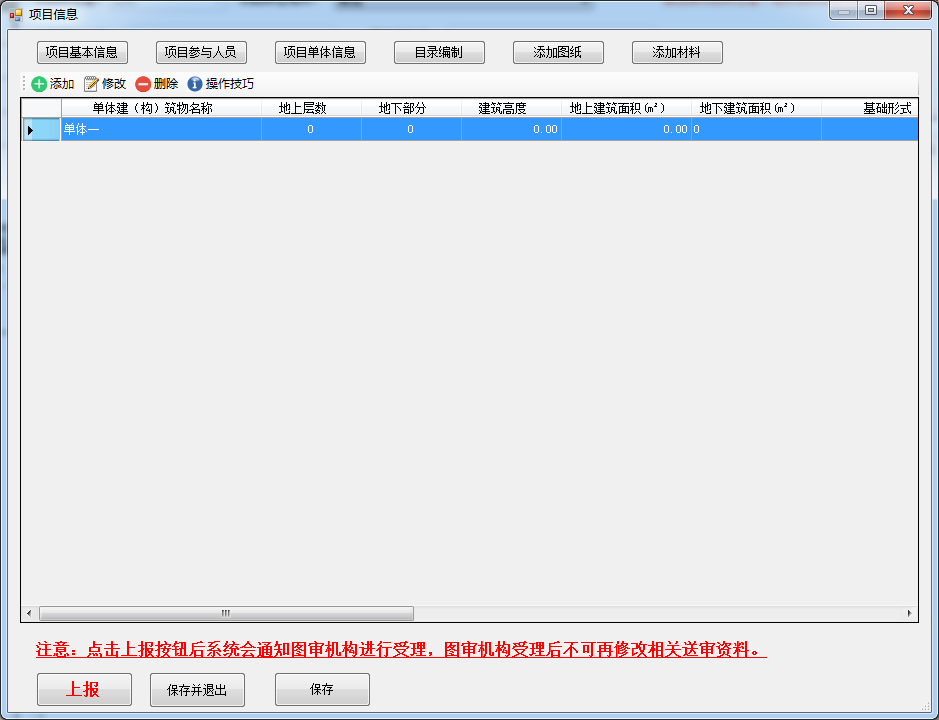 项目信息
项目基本信息 项目参与人员 项目单体信息 目录编制 添加图纸 添加材料
添加 修改 删除 操作技巧
单体建（构）筑物名称 地上层数 地下部分 建筑高度 地上建筑面积(㎡) 地下建筑面积(㎡) 基础形式
单体一 0 0 0.00 0.00 0
注意：点击上报按钮后系统会通知图审机构进行受理，图审机构受理后不可再修改相关送审资料。
上报 保存并退出 保存